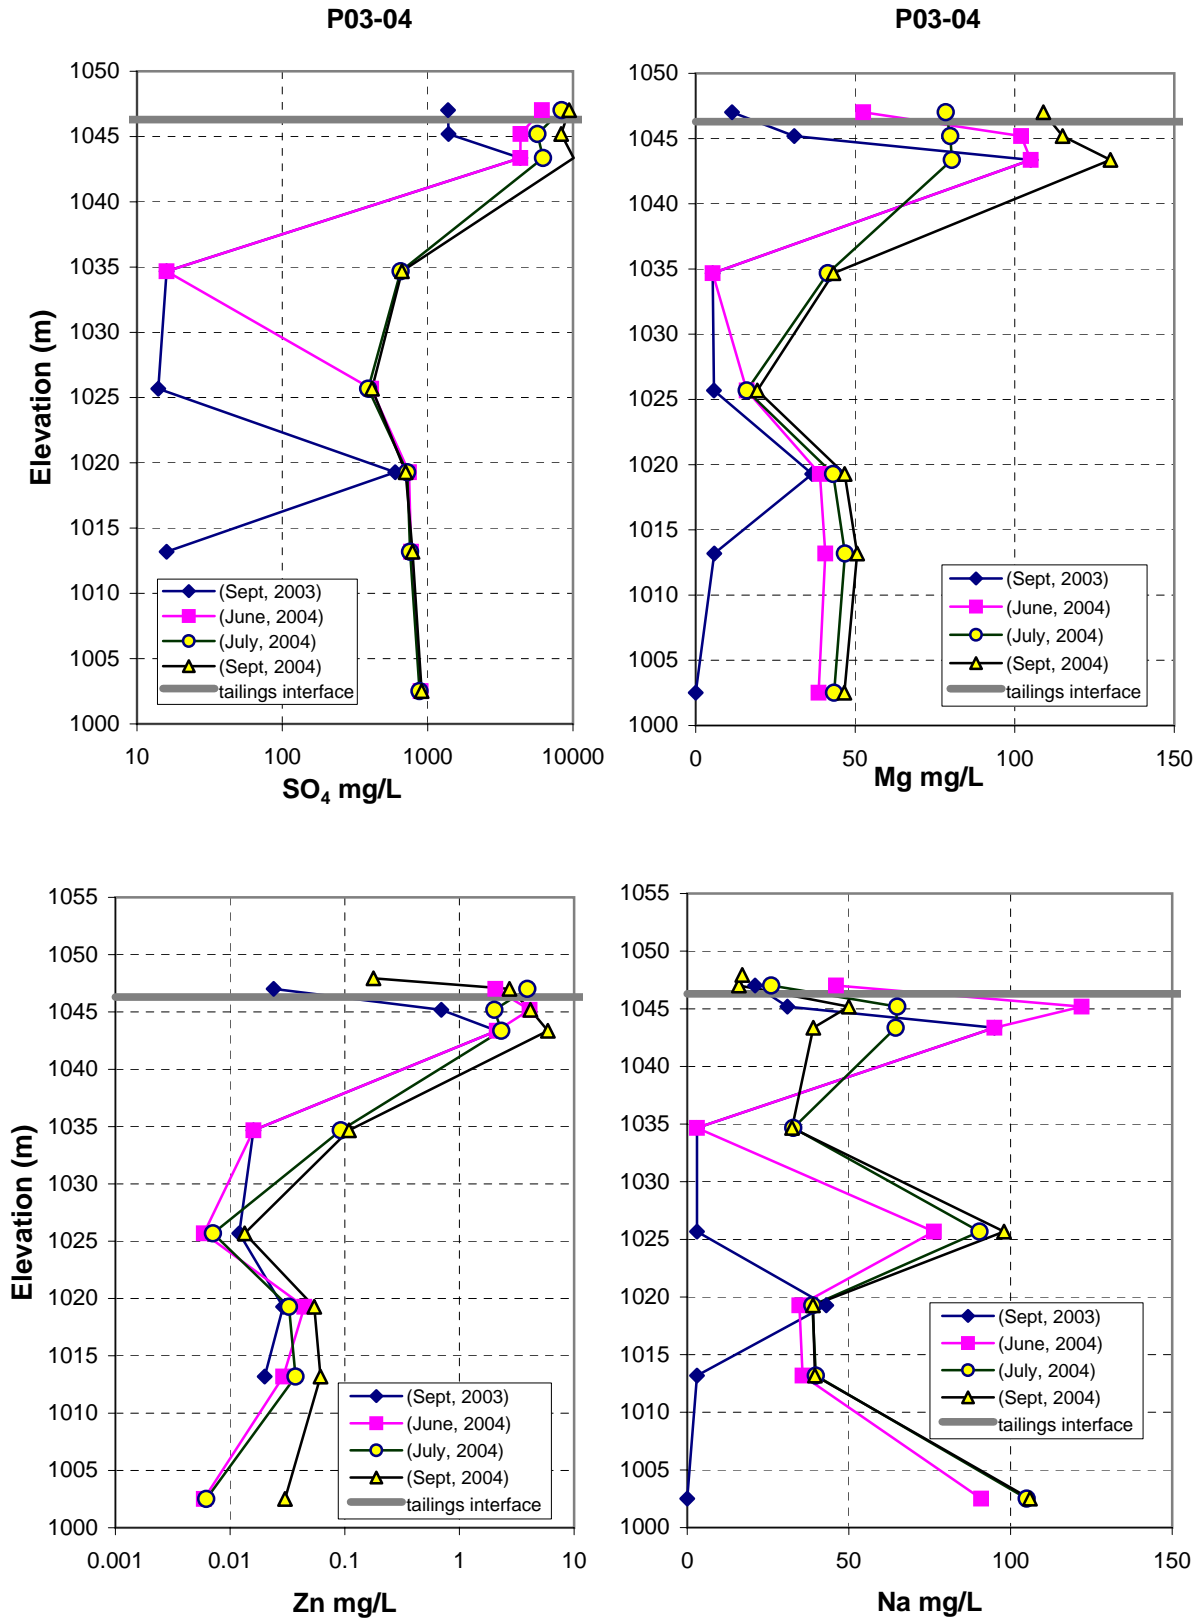 P03-04
P03-04
1050
1045
1040
1035
1030
1025
1020
1015
1010
1005
1000
Elevation (m)
(Sept, 2003)
(June, 2004)
(July, 2004)
(Sept, 2004)
tailings interface
10
100
1000
10000
SO₄ mg/L
1050
1045
1040
1035
1030
1025
1020
1015
1010
1005
1000
(Sept, 2003)
(June, 2004)
(July, 2004)
(Sept, 2004)
tailings interface
0
50
100
150
Mg mg/L
1055
1050
1045
1040
1035
1030
1025
1020
1015
1010
1005
1000
Elevation (m)
(Sept, 2003)
(June, 2004)
(July, 2004)
(Sept, 2004)
tailings interface
0.001
0.01
0.1
1
10
Zn mg/L
1055
1050
1045
1040
1035
1030
1025
1020
1015
1010
1005
1000
(Sept, 2003)
(June, 2004)
(July, 2004)
(Sept, 2004)
tailings interface
0
50
100
150
Na mg/L